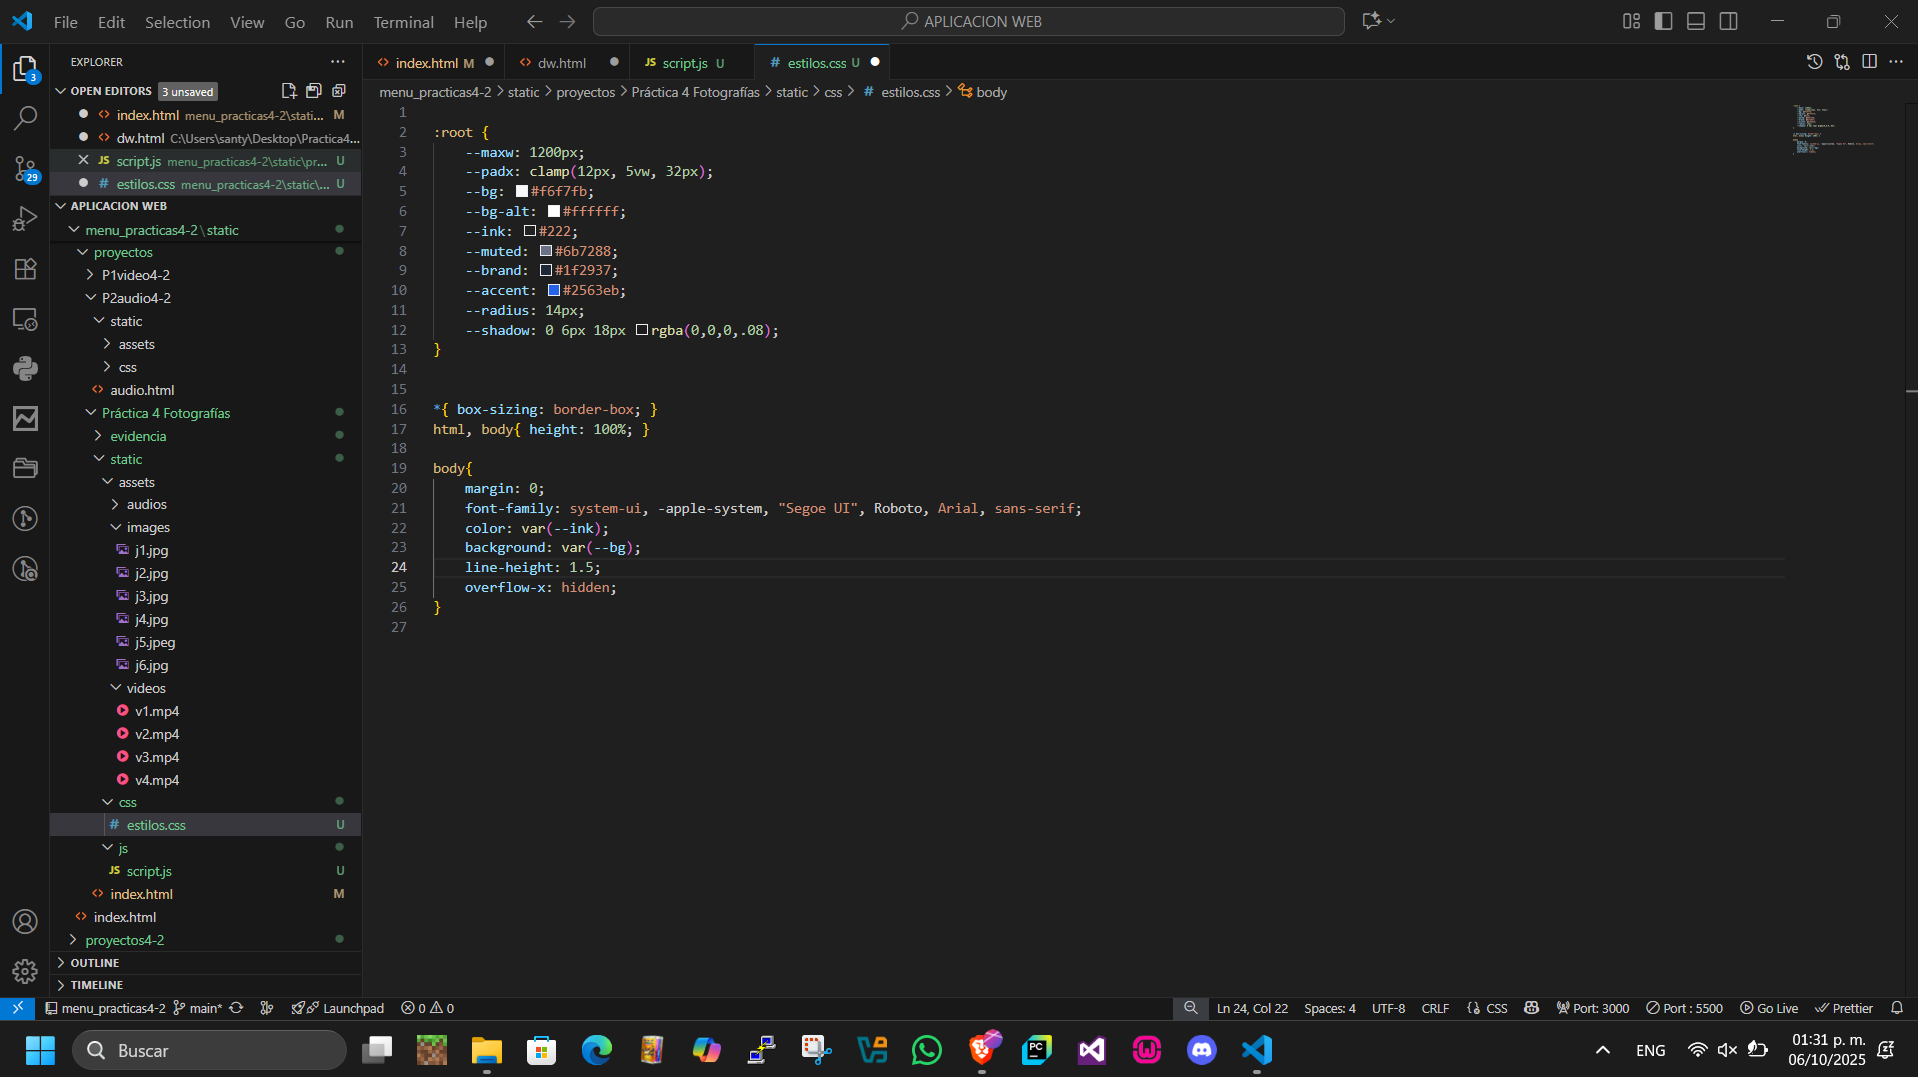 File Edit Selection View Go Run Terminal Help
APLICACION WEB
EXPLORER
OPEN EDITORS 3 unsaved
index.html menu_practicas4-2\stati... M
dw.html C:\Users\santy\Desktop\Practica4...
JS script.js menu_practicas4-2\static\pr... U
# estilos.css menu_practicas4-2\static\... U
APLICACION WEB
menu_practicas4-2\static
proyectos
P1video4-2
P2audio4-2
static
assets
css
audio.html
Práctica 4 Fotografías
evidencia
static
assets
audios
images
j1.jpg
j2.jpg
j3.jpg
j4.jpg
j5.jpeg
j6.jpg
videos
v1.mp4
v2.mp4
v3.mp4
v4.mp4
css
# estilos.css U
js
JS script.js U
index.html M
index.html
proyectos4-2
OUTLINE
TIMELINE
3
29
index.html M
dw.html
JS script.js U
# estilos.css U
menu_practicas4-2 > static > proyectos > Práctica 4 Fotografías > static > css > # estilos.css > body
1
2 :root {
3 --maxw: 1200px;
4 --padx: clamp(12px, 5vw, 32px);
5 --bg: #f6f7fb;
6 --bg-alt: #ffffff;
7 --ink: #222;
8 --muted: #6b7288;
9 --brand: #1f2937;
10 --accent: #2563eb;
11 --radius: 14px;
12 --shadow: 0 6px 18px rgba(0,0,0,.08);
13 }
14
15
16 *{ box-sizing: border-box; }
17 html, body{ height: 100%; }
18
19 body{
20 margin: 0;
21 font-family: system-ui, -apple-system, "Segoe UI", Roboto, Arial, sans-serif;
22 color: var(--ink);
23 background: var(--bg);
24 line-height: 1.5;
25 overflow-x: hidden;
26 }
27
menu_practicas4-2 main* Launchpad 0 0
Ln 24, Col 22 Spaces: 4 UTF-8 CRLF {} CSS Port: 3000 Port : 5500 Go Live Prettier
Buscar
PC
ENG
01:31 p. m.
06/10/2025